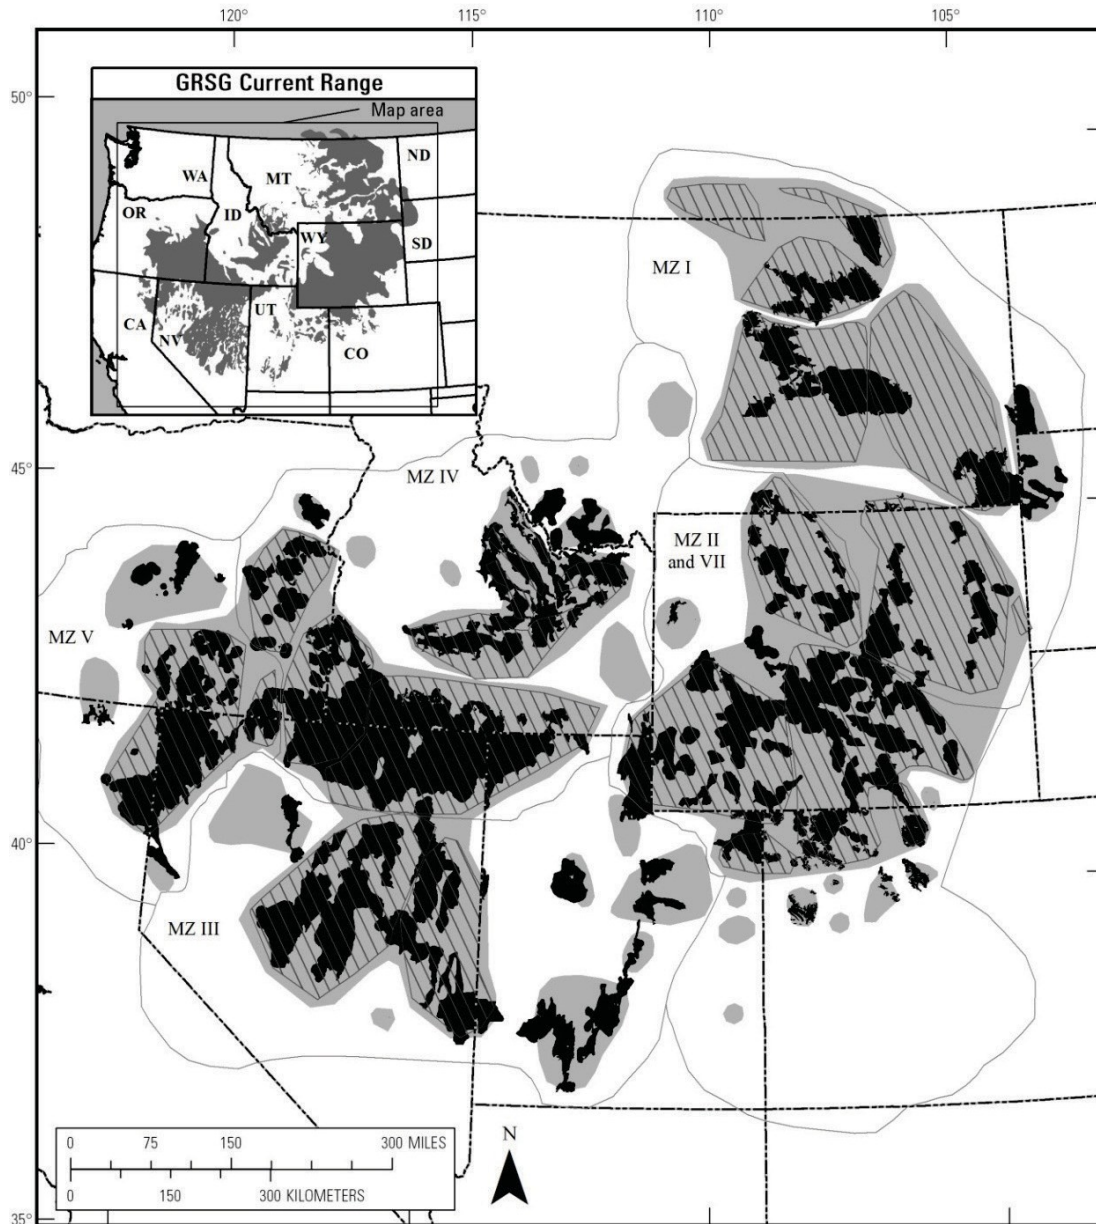 120°
115°
110°
105°
50°
GRSG Current Range
Map area
ND
WA
MT
OR
ID
WY
SD
UT
CA
NV
CO
MZ I
45°
MZ IV
MZ II
and VII
MZ V
40°
MZ III
0 75 150 300 MILES
N
0 150 300 KILOMETERS
35°